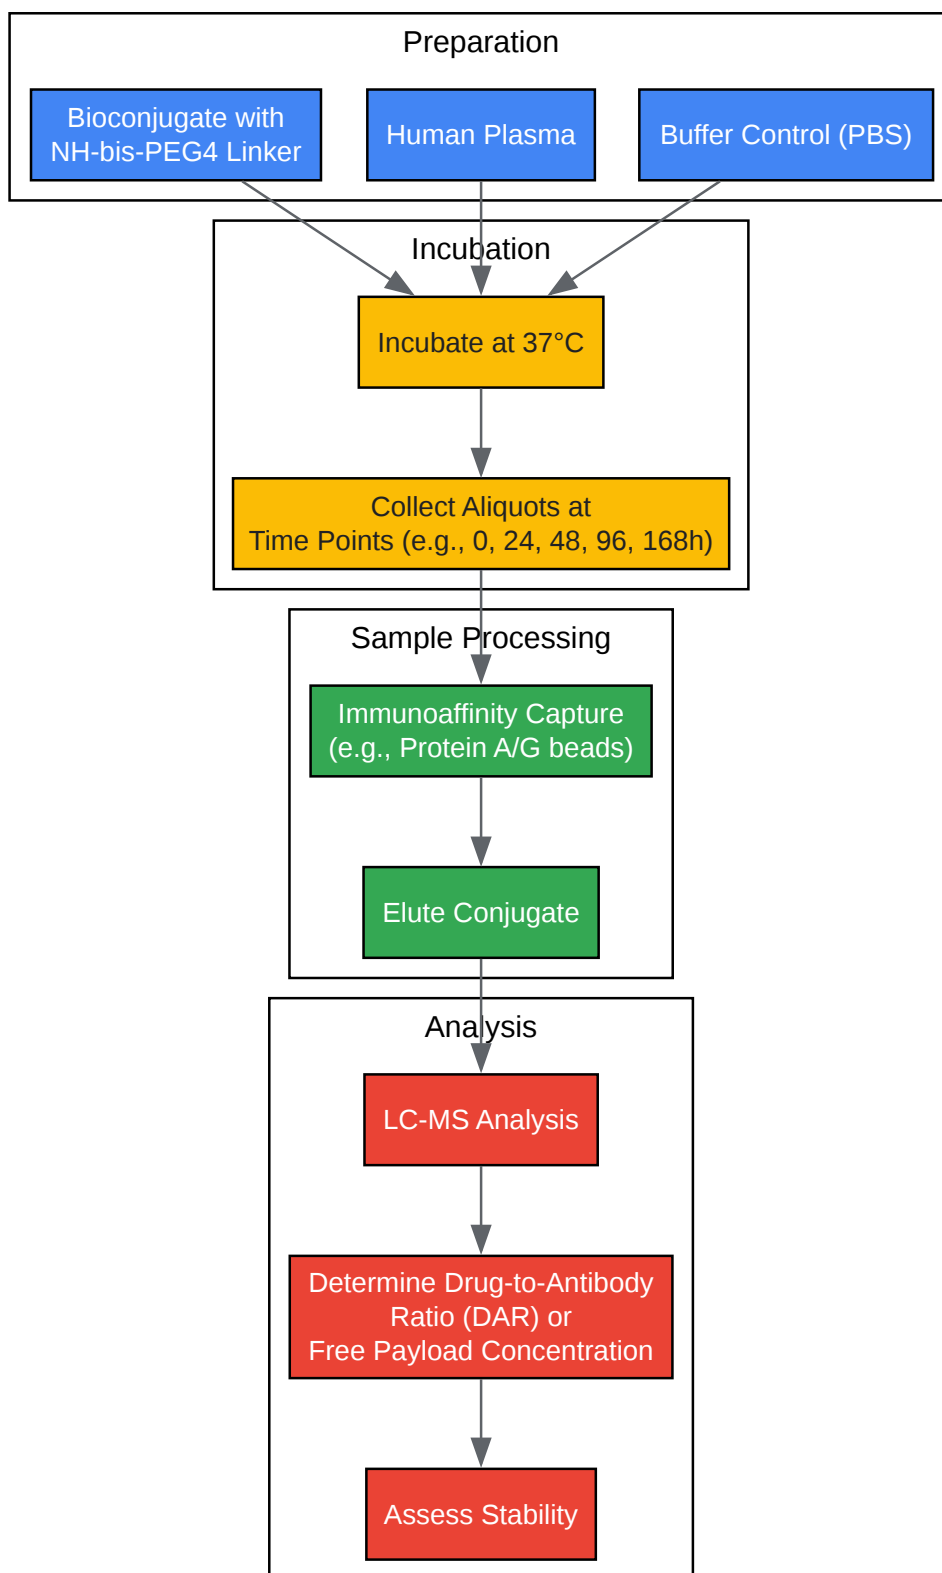 Preparation
Bioconjugate with
NH-bis-PEG4 Linker
Human Plasma
Buffer Control (PBS)
Incubation
Incubate at 37°C
Collect Aliquots at
Time Points (e.g., 0, 24, 48, 96, 168h)
Sample Processing
Immunoaffinity Capture
(e.g., Protein A/G beads)
Elute Conjugate
Analysis
LC-MS Analysis
Determine Drug-to-Antibody
Ratio (DAR) or
Free Payload Concentration
Assess Stability